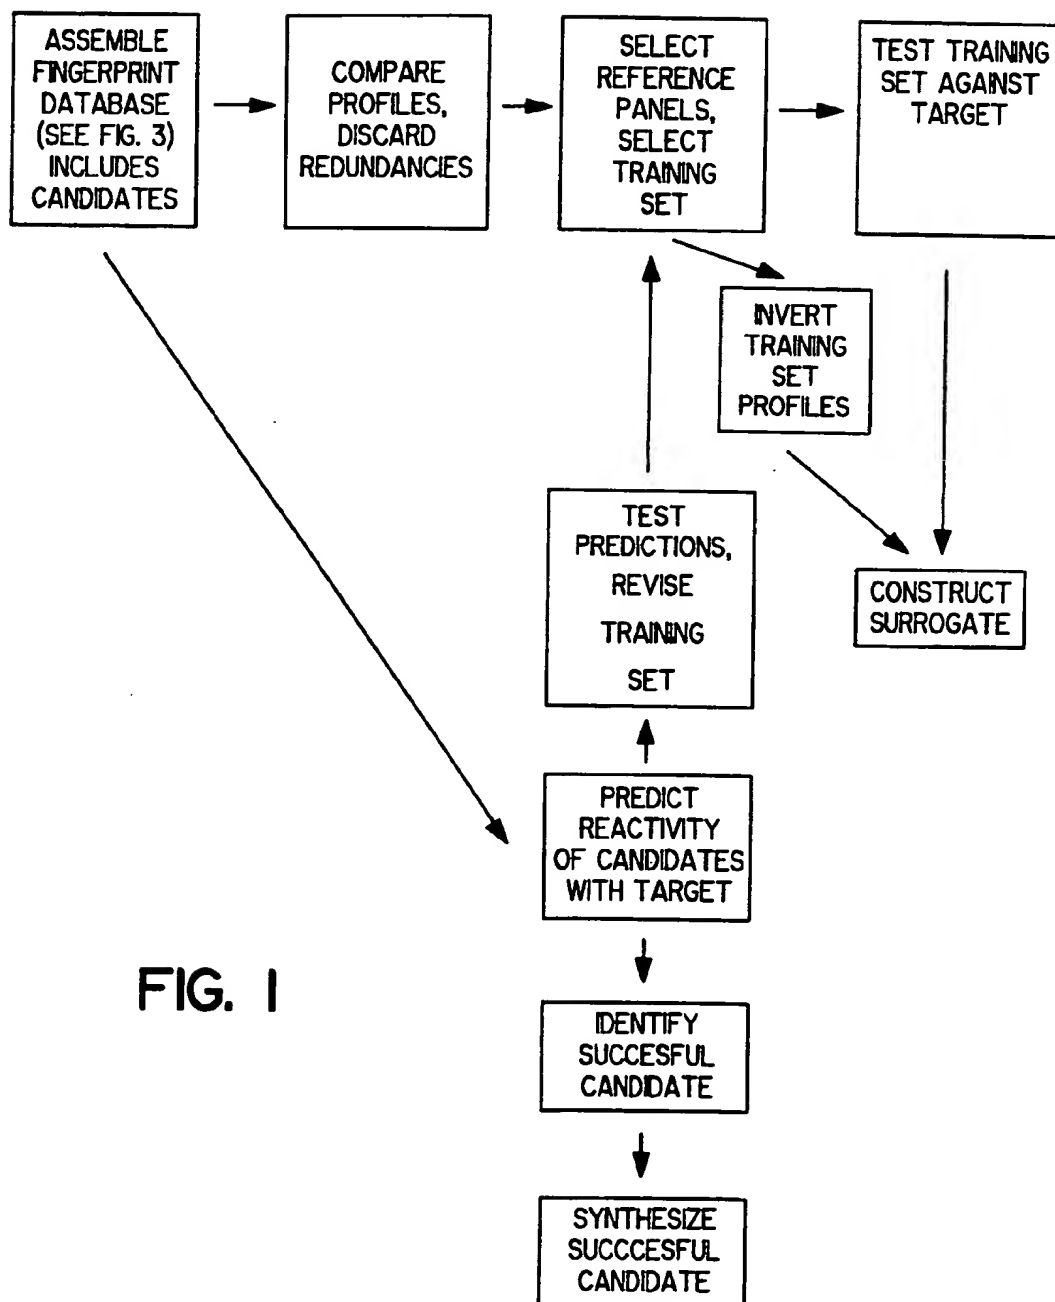 ASSEMBLE
FINGERPRINT
DATABASE
(SEE FIG. 3)
INCLUDES
CANDIDATES
COMPARE
PROFILES,
DISCARD
REDUNDANCIES
SELECT
REFERENCE
PANELS,
SELECT
TRAINING
SET
TEST TRAINING
SET AGAINST
TARGET
INVERT
TRAINING
SET
PROFILES
TEST
PREDICTIONS,
REVISE
TRAINING
SET
CONSTRUCT
SURROGATE
PREDICT
REACTIVITY
OF CANDIDATES
WITH TARGET
IDENTIFY
SUCCESFUL
CANDIDATE
SYNTHESIZE
SUCCCESFUL
CANDIDATE
FIG. 1